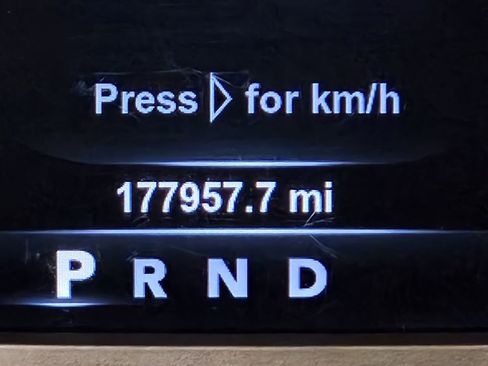 Press ▷ for km/h
177957.7 mi
P R N D